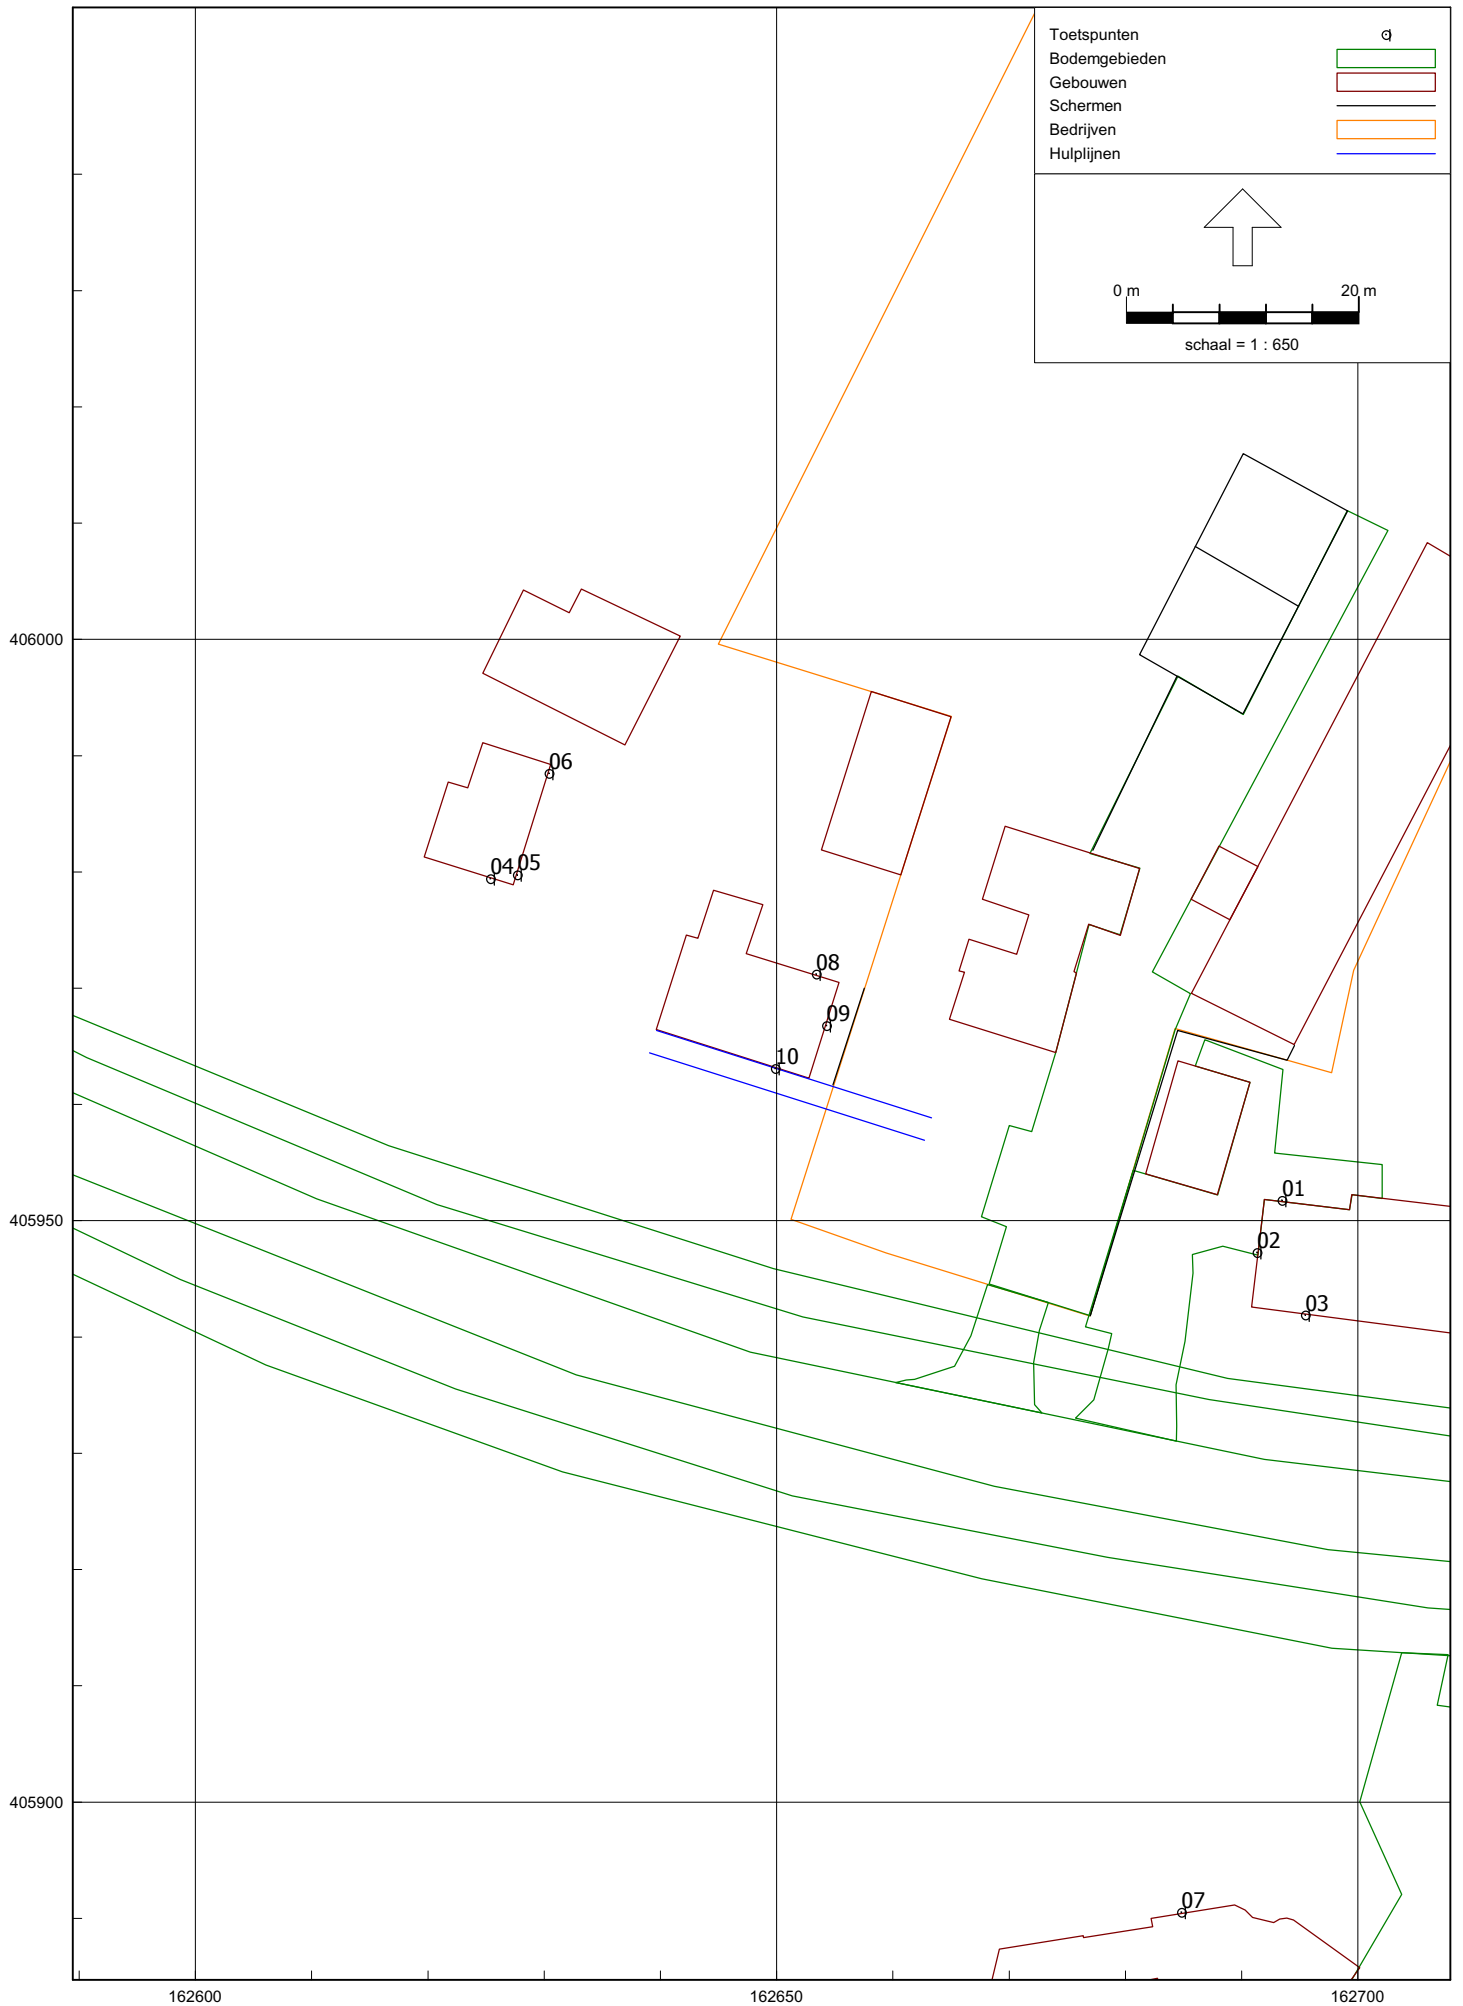 Toetspunten
Bodemgebieden
Gebouwen
Schermen
Bedrijven
Hulplijnen
0 m 20 m
schaal = 1 : 650
406000
06
04 05
08
09
10
01
405950
02
03
405900
07
162600 162650 162700